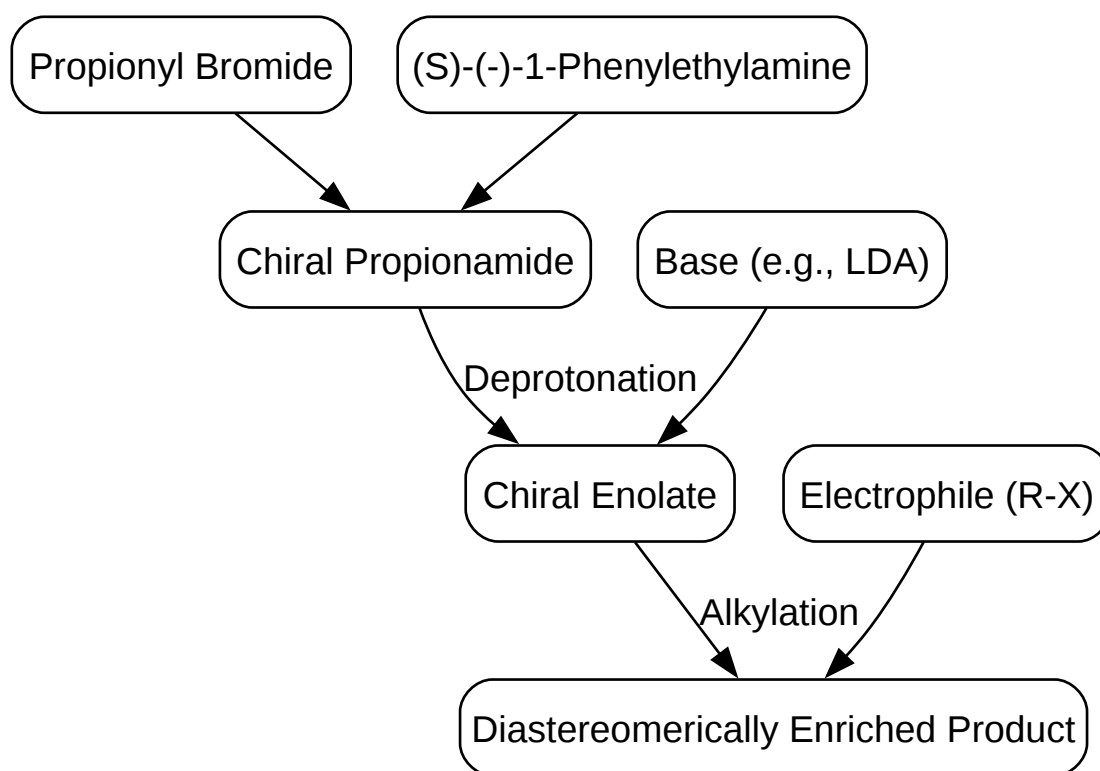 Propionyl Bromide
(S)-(-)-1-Phenylethylamine
Chiral Propionamide
Base (e.g., LDA)
Deprotonation
Chiral Enolate
Electrophile (R-X)
Alkylation
Diastereomerically Enriched Product